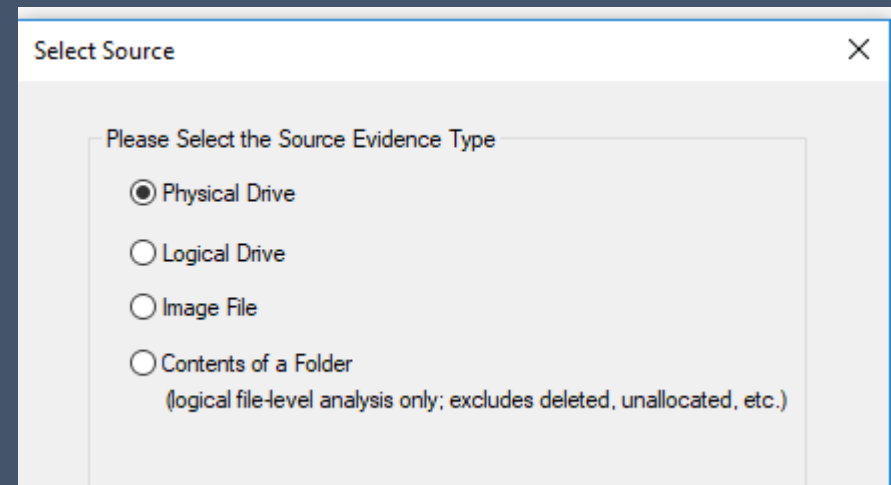 Select Source
Please Select the Source Evidence Type
Physical Drive
Logical Drive
Image File
Contents of a Folder
(logical file-level analysis only; excludes deleted, unallocated, etc.)